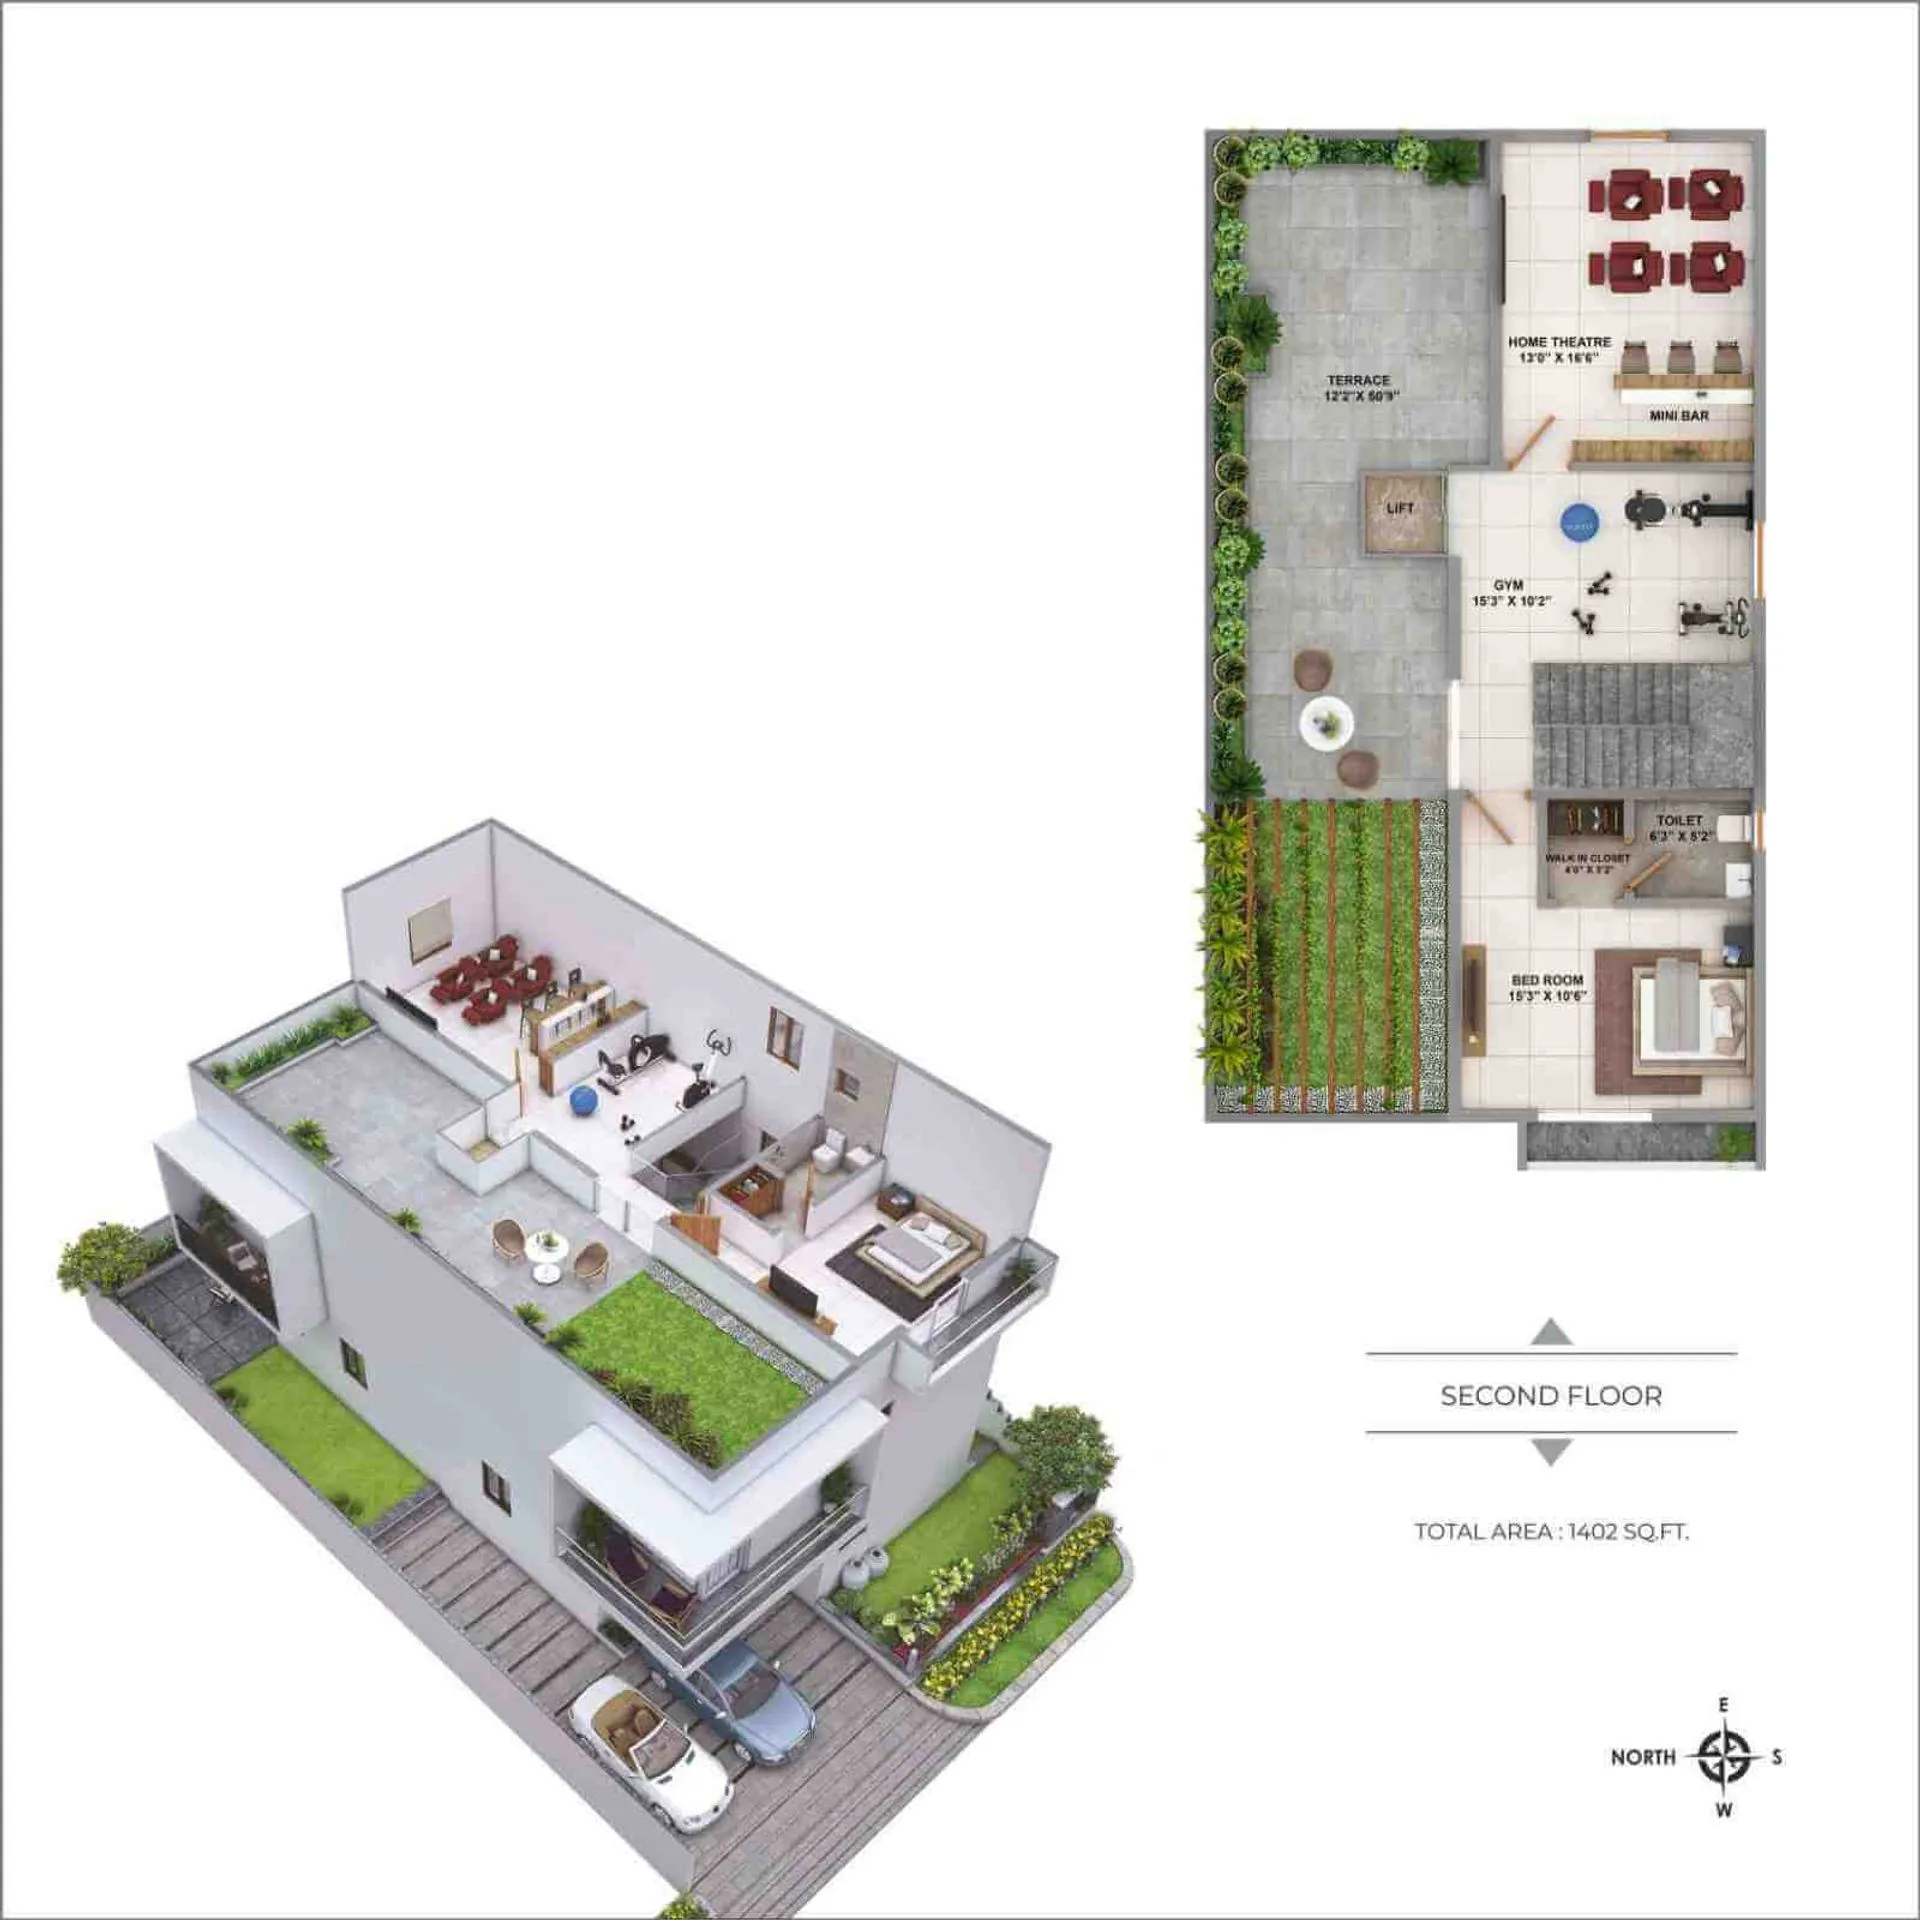 HOME THEATRE
13'0" X 16'6"
TERRACE
12'2"X 50'9"
MINI BAR
LIFT
GYM
15'3" X 10'2"
TOILET
6'3" X 5'2"
WALK IN CLOSET
4'0" X 5'2"
BED ROOM
15'3" X 10'6"
SECOND FLOOR
TOTAL AREA : 1402 SQ.FT.
E
NORTH S
W